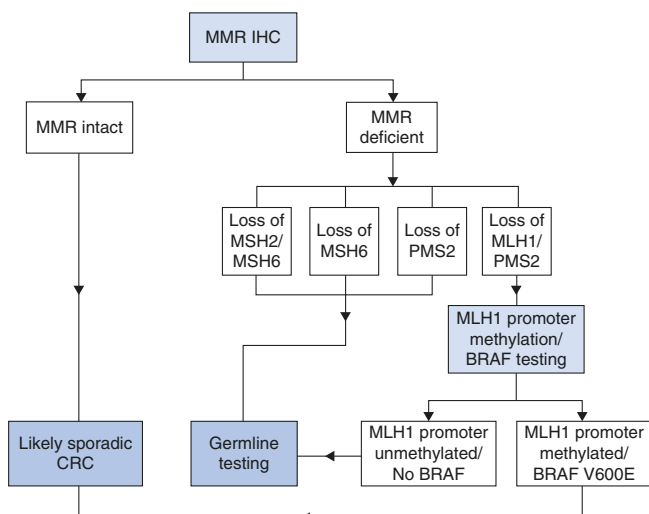 MMR IHC
MMR intact
MMR
deficient
Loss of
MSH2/
MSH6
Loss of
MSH6
Loss of
PMS2
Loss of
MLH1/
PMS2
MLH1 promoter
methylation/
BRAF testing
Likely sporadic
CRC
Germline
testing
MLH1 promoter
unmethylated/
No BRAF
MLH1 promoter
methylated/
BRAF V600E